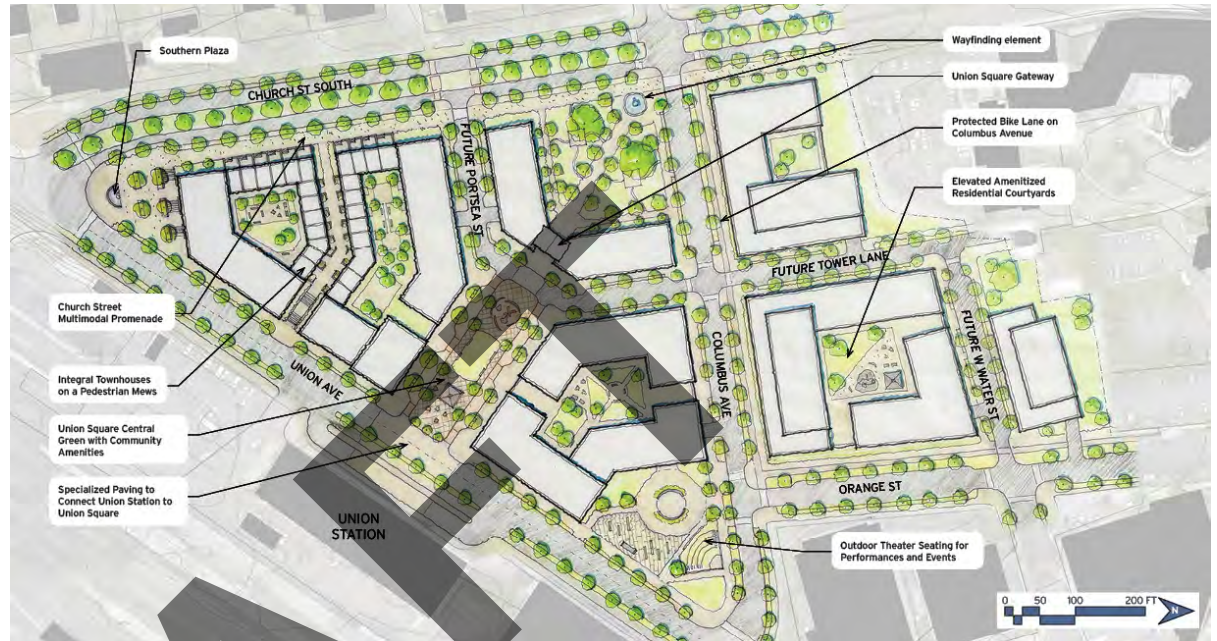 Southern Plaza
CHURCH ST SOUTH
Wayfinding element
Union Square Gateway
Protected Bike Lane on
Columbus Avenue
Elevated Amenitized
Residential Courtyards
FUTURE PORTSEA ST
FUTURE TOWER LANE
Church Street
Multimodal Promenade
Integral Townhouses
on a Pedestrian Mews
Union Square Central
Green with Community
Amenities
Specialized Paving to
Connect Union Station to
Union Square
UNION AVE
COLUMBUS AVE
FUTURE W WATER ST
ORANGE ST
UNION
STATION
Outdoor Theater Seating for
Performances and Events
0 50 100 200 FT
N